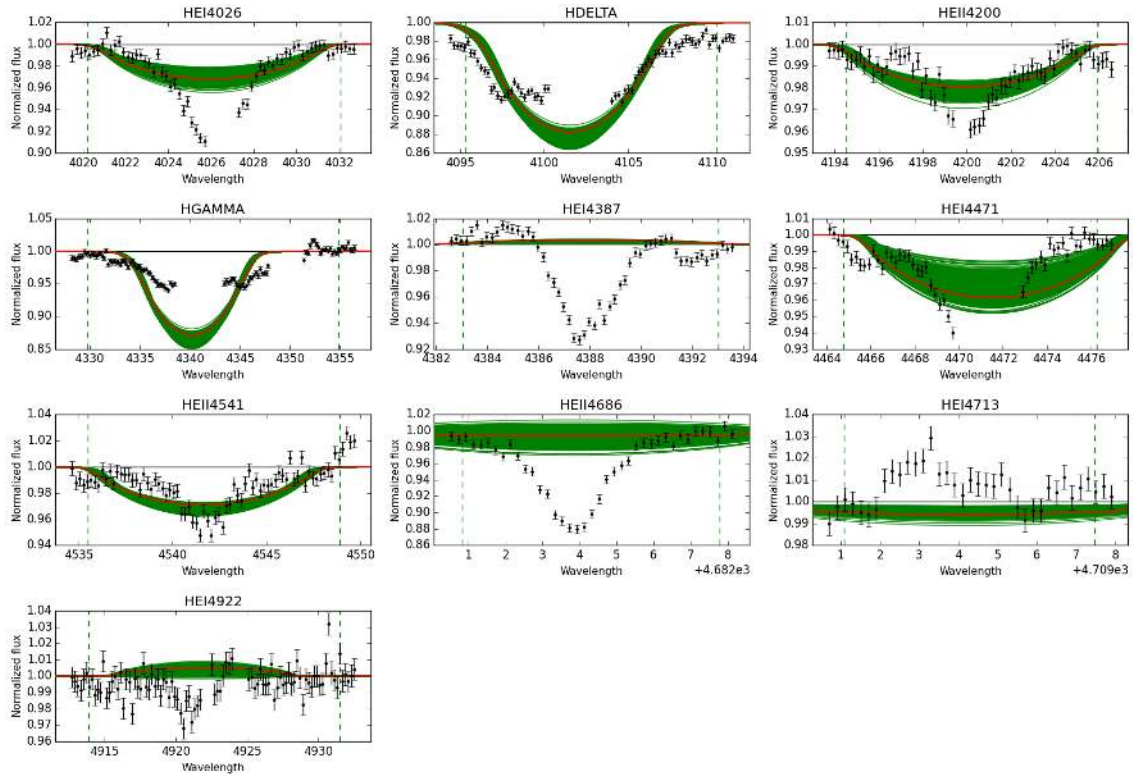 HEI4026
1.02
1.00
0.98
0.96
0.94
0.92
0.90
Normalized flux
4020 4022 4024 4026 4028 4030 4032
Wavelength
HDELTA
1.00
0.98
0.96
0.94
0.92
0.90
0.88
0.86
Normalized flux
4095 4100 4105 4110
Wavelength
HEII4200
1.01
1.00
0.99
0.98
0.97
0.96
0.95
Normalized flux
4194 4196 4198 4200 4202 4204 4206
Wavelength
HGAMMA
1.05
1.00
0.95
0.90
0.85
Normalized flux
4330 4335 4340 4345 4350 4355
Wavelength
HEI4387
1.02
1.00
0.98
0.96
0.94
0.92
Normalized flux
4382 4384 4386 4388 4390 4392 4394
Wavelength
HEI4471
1.01
1.00
0.99
0.98
0.97
0.96
0.95
0.94
0.93
Normalized flux
4464 4466 4468 4470 4472 4474 4476
Wavelength
HEII4541
1.04
1.02
1.00
0.98
0.96
0.94
Normalized flux
4535 4540 4545 4550
Wavelength
HEII4686
1.02
1.00
0.98
0.96
0.94
0.92
0.90
0.88
0.86
Normalized flux
1 2 3 4 5 6 7 8
Wavelength
+4.682e3
HEI4713
1.04
1.03
1.02
1.01
1.00
0.99
0.98
Normalized flux
1 2 3 4 5 6 7 8
Wavelength
+4.709e3
HEI4922
1.04
1.03
1.02
1.01
1.00
0.99
0.98
0.97
0.96
Normalized flux
4915 4920 4925 4930
Wavelength